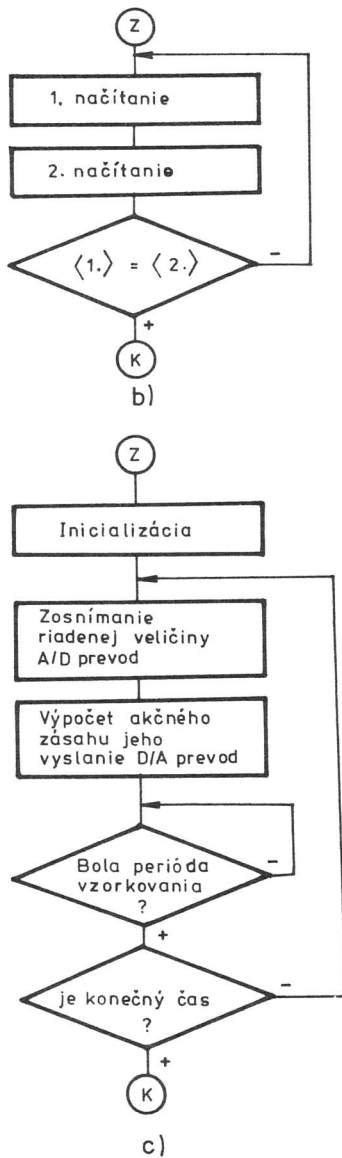 Z
1. načítanie
2. načítanie
⟨1.⟩ = ⟨2.⟩
–
+
K
b)
Z
Inicializácia
Zosnímanie
riadenej veličiny
A/D prevod
Výpočet akčného
zásahu jeho
vyslanie D/A prevod
Bola perióda
vzorkovania
?
–
+
je konečný čas
?
–
+
K
c)